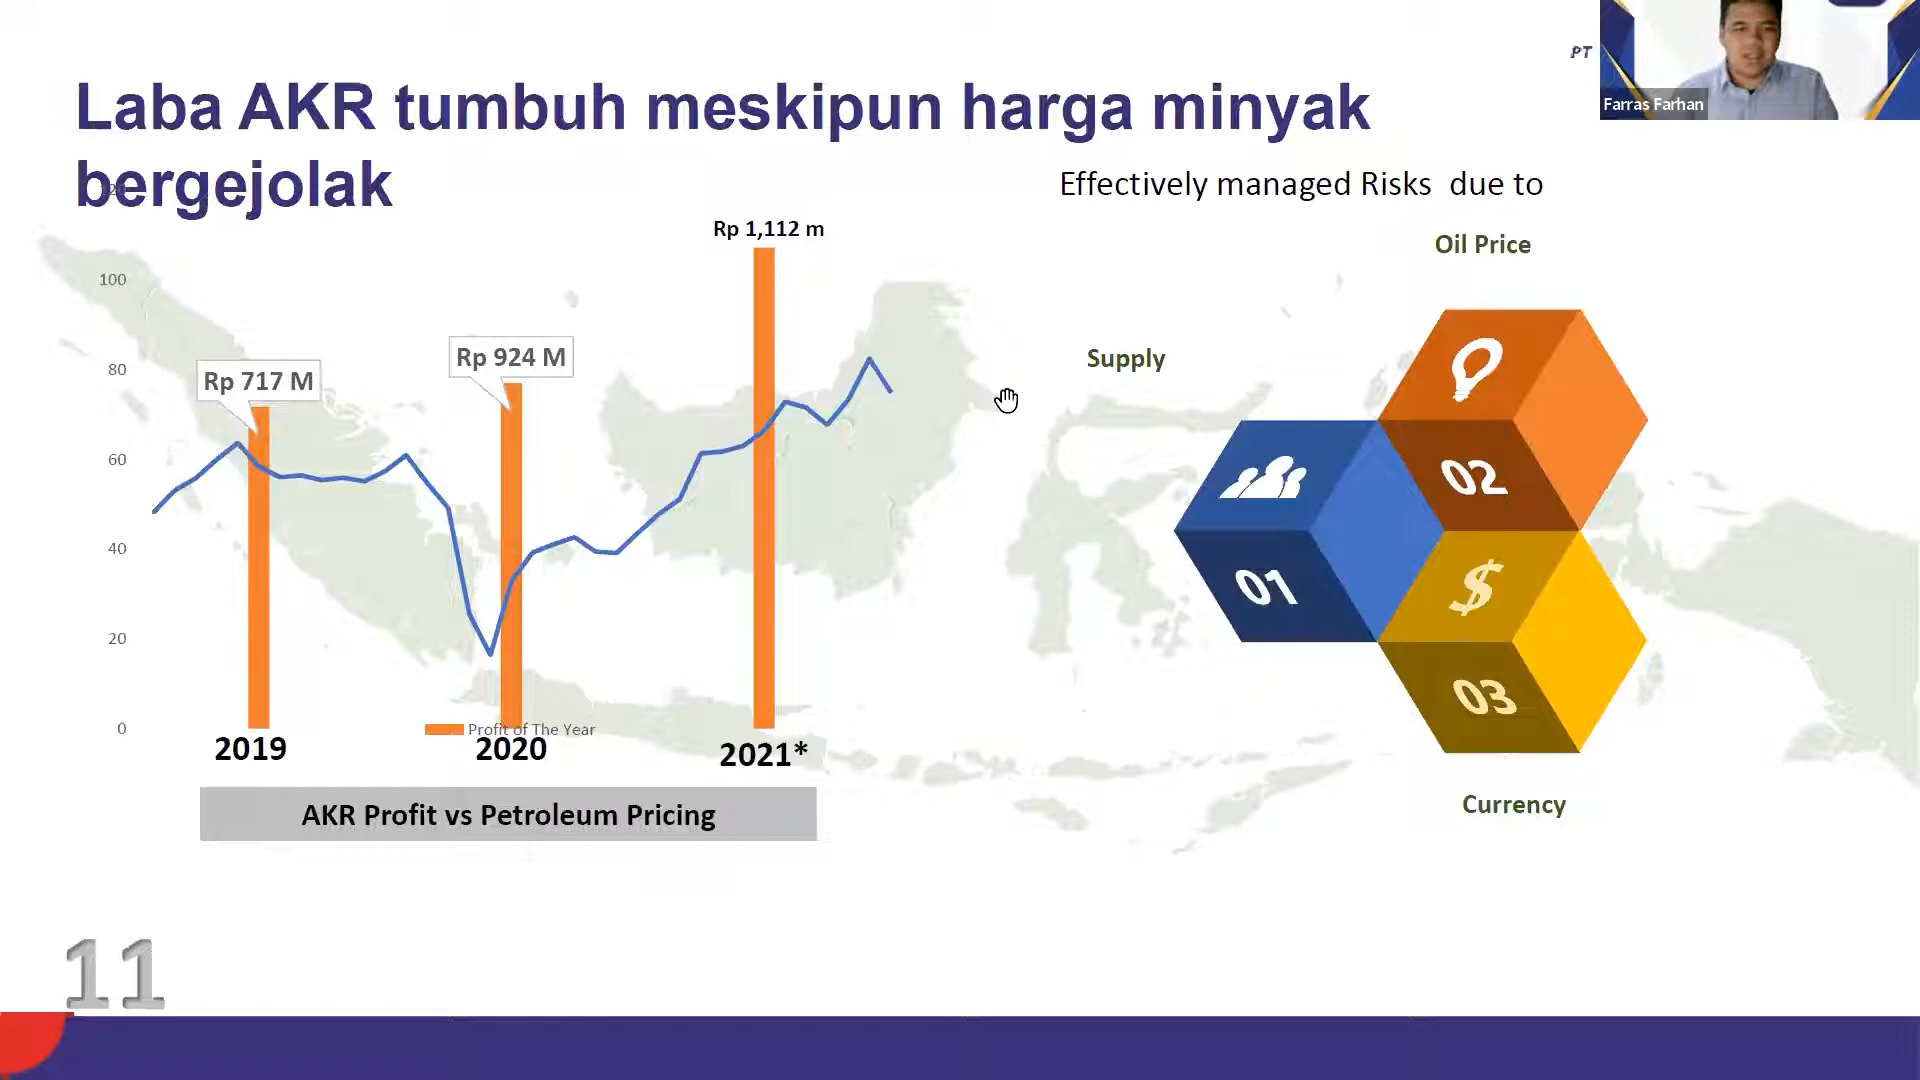 PT
Farras Farhan
Laba AKR tumbuh meskipun harga minyak
bergejolak
Effectively managed Risks due to
120
100
80
60
40
20
0
Rp 717 M
Rp 924 M
Rp 1,112 m
Profit of The Year
2019
2020
2021*
AKR Profit vs Petroleum Pricing
Oil Price
Supply
02
01
$
03
Currency
11